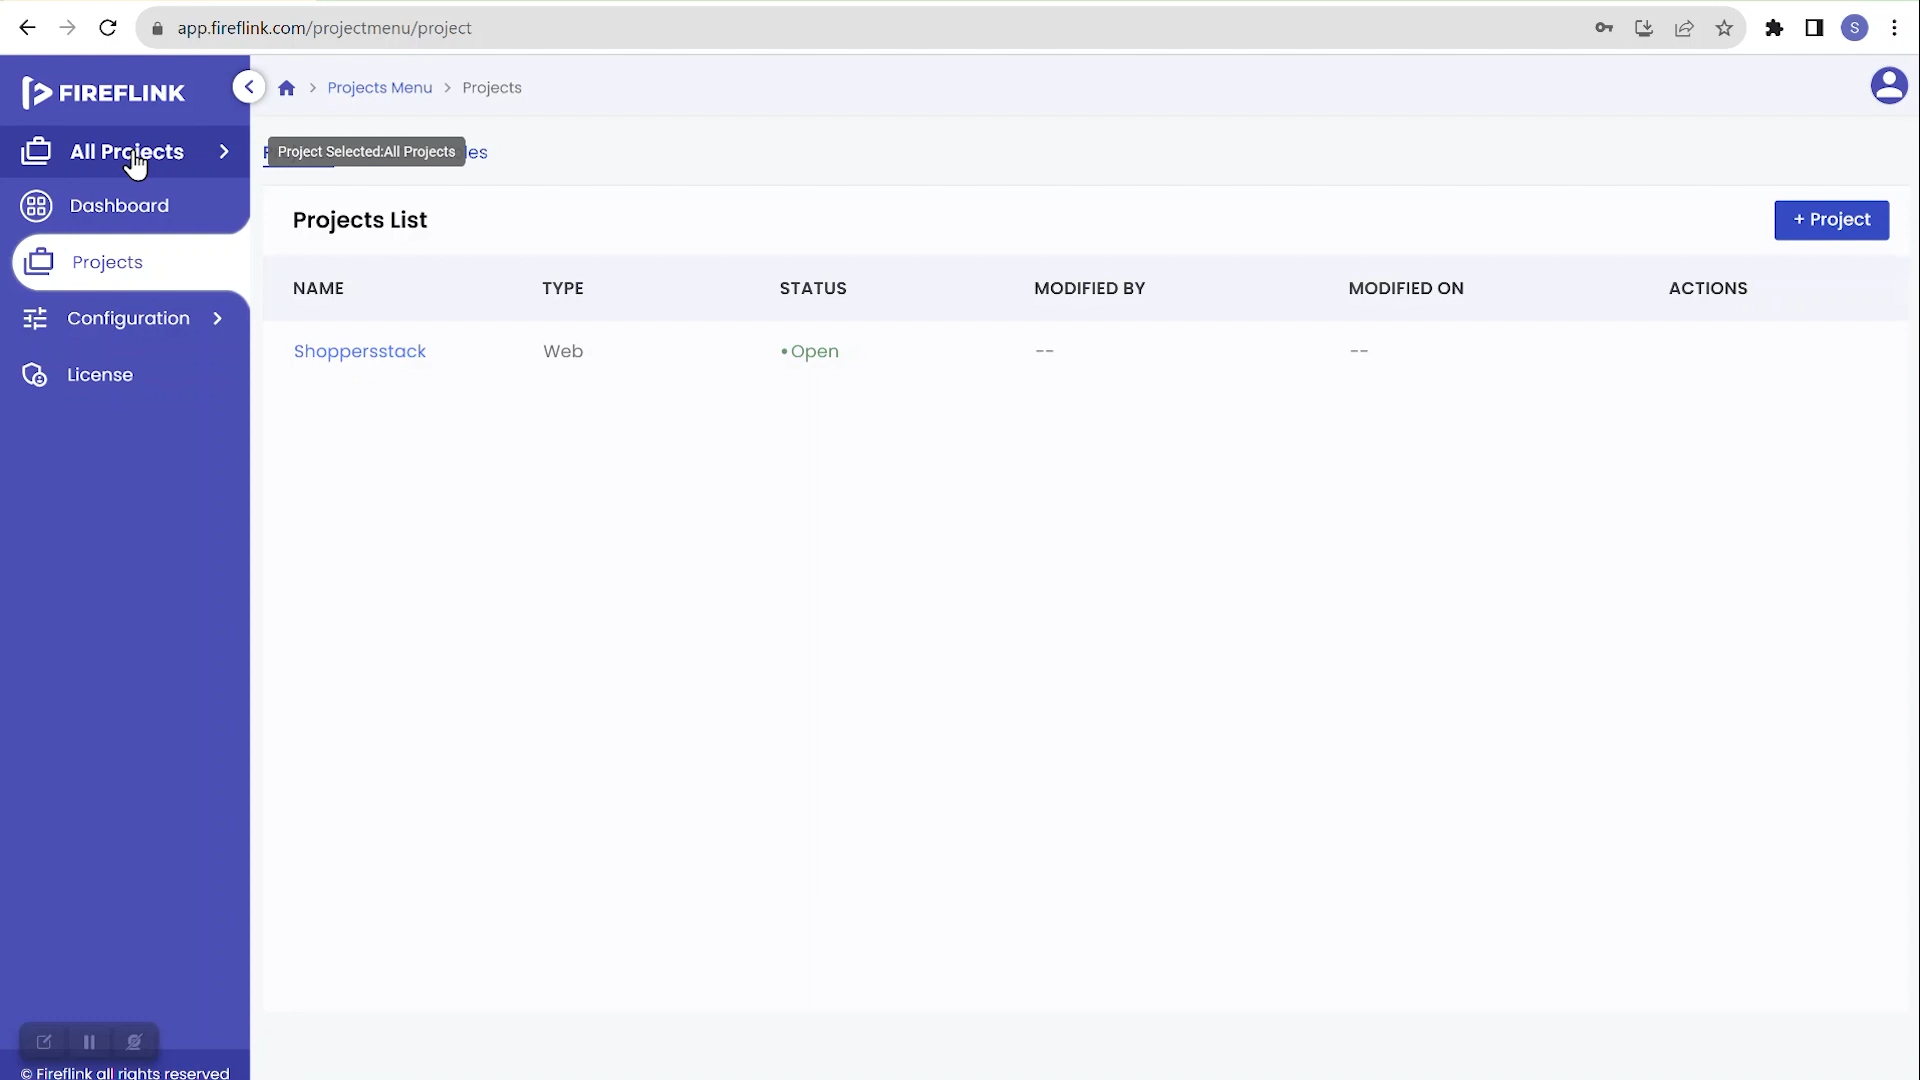 app.fireflink.com/projectmenu/project
S
FIREFLINK
Projects Menu
Projects
All Projects
Project Selected:All Projects
les
Dashboard
Projects List
+ Project
Projects
NAME
TYPE
STATUS
MODIFIED BY
MODIFIED ON
ACTIONS
Configuration
Shoppersstack
Web
•Open
--
--
License
© Fireflink all rights reserved